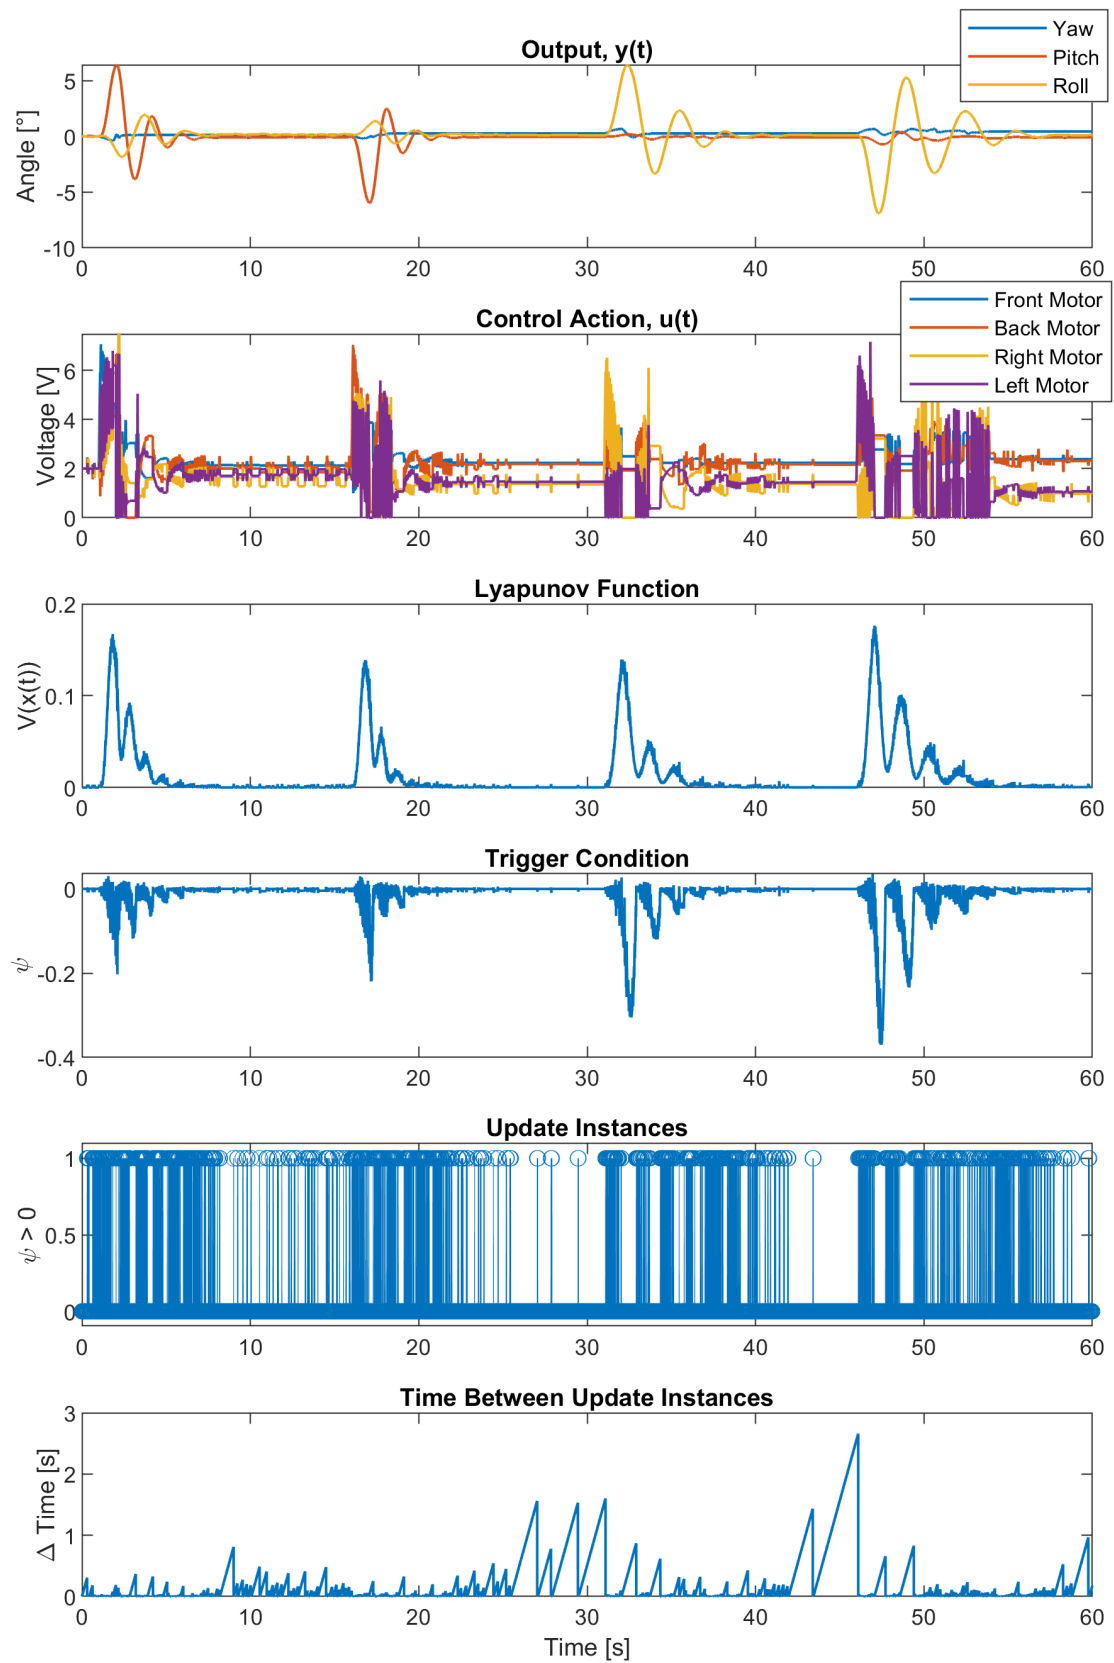 Output, y(t)
Yaw
Pitch
Roll
Angle [°]
5
0
-5
-10
0 10 20 30 40 50 60
Control Action, u(t)
Front Motor
Back Motor
Right Motor
Left Motor
Voltage [V]
6
4
2
0
0 10 20 30 40 50 60
Lyapunov Function
V(x(t))
0.2
0.1
0
0 10 20 30 40 50 60
Trigger Condition
ψ
0
-0.2
-0.4
0 10 20 30 40 50 60
Update Instances
ψ > 0
1
0.5
0
0 10 20 30 40 50 60
Time Between Update Instances
Δ Time [s]
3
2
1
0
0 10 20 30 40 50 60
Time [s]